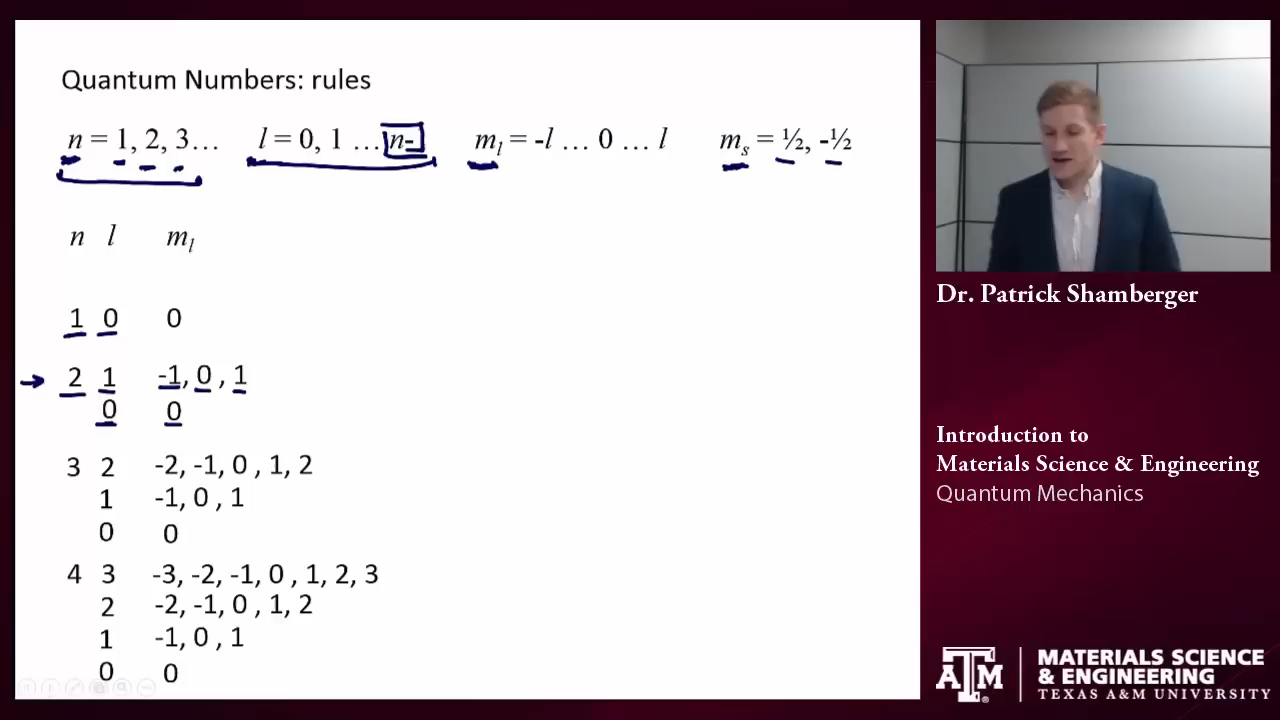 Quantum Numbers: rules
n = 1, 2, 3… l = 0, 1 … n- mₗ = -l … 0 … l mₛ = ½, -½
n l mₗ
1 0 0
2 1 -1, 0 , 1
0 0
3 2 -2, -1, 0 , 1, 2
1 -1, 0 , 1
0 0
4 3 -3, -2, -1, 0 , 1, 2, 3
2 -2, -1, 0 , 1, 2
1 -1, 0 , 1
0 0
Dr. Patrick Shamberger
Introduction to
Materials Science & Engineering
Quantum Mechanics
ATM
MATERIALS SCIENCE
& ENGINEERING
TEXAS A&M UNIVERSITY